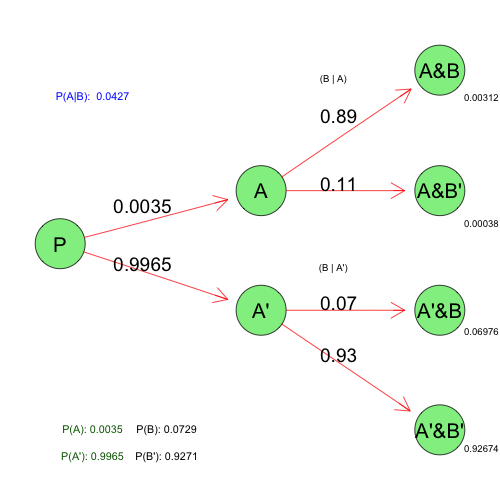 (B | A)
A&B
P(A|B): 0.0427
0.00312
0.89
0.0035
A
0.11
A&B'
0.00038
P
0.9965
(B | A')
A'
0.07
A'&B
0.06976
0.93
A'&B'
0.92674
P(A): 0.0035 P(B): 0.0729
P(A'): 0.9965 P(B'): 0.9271